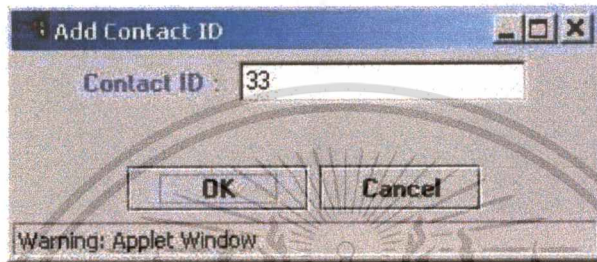 Add Contact ID
Contact ID : 33
OK Cancel
Warning: Applet Window